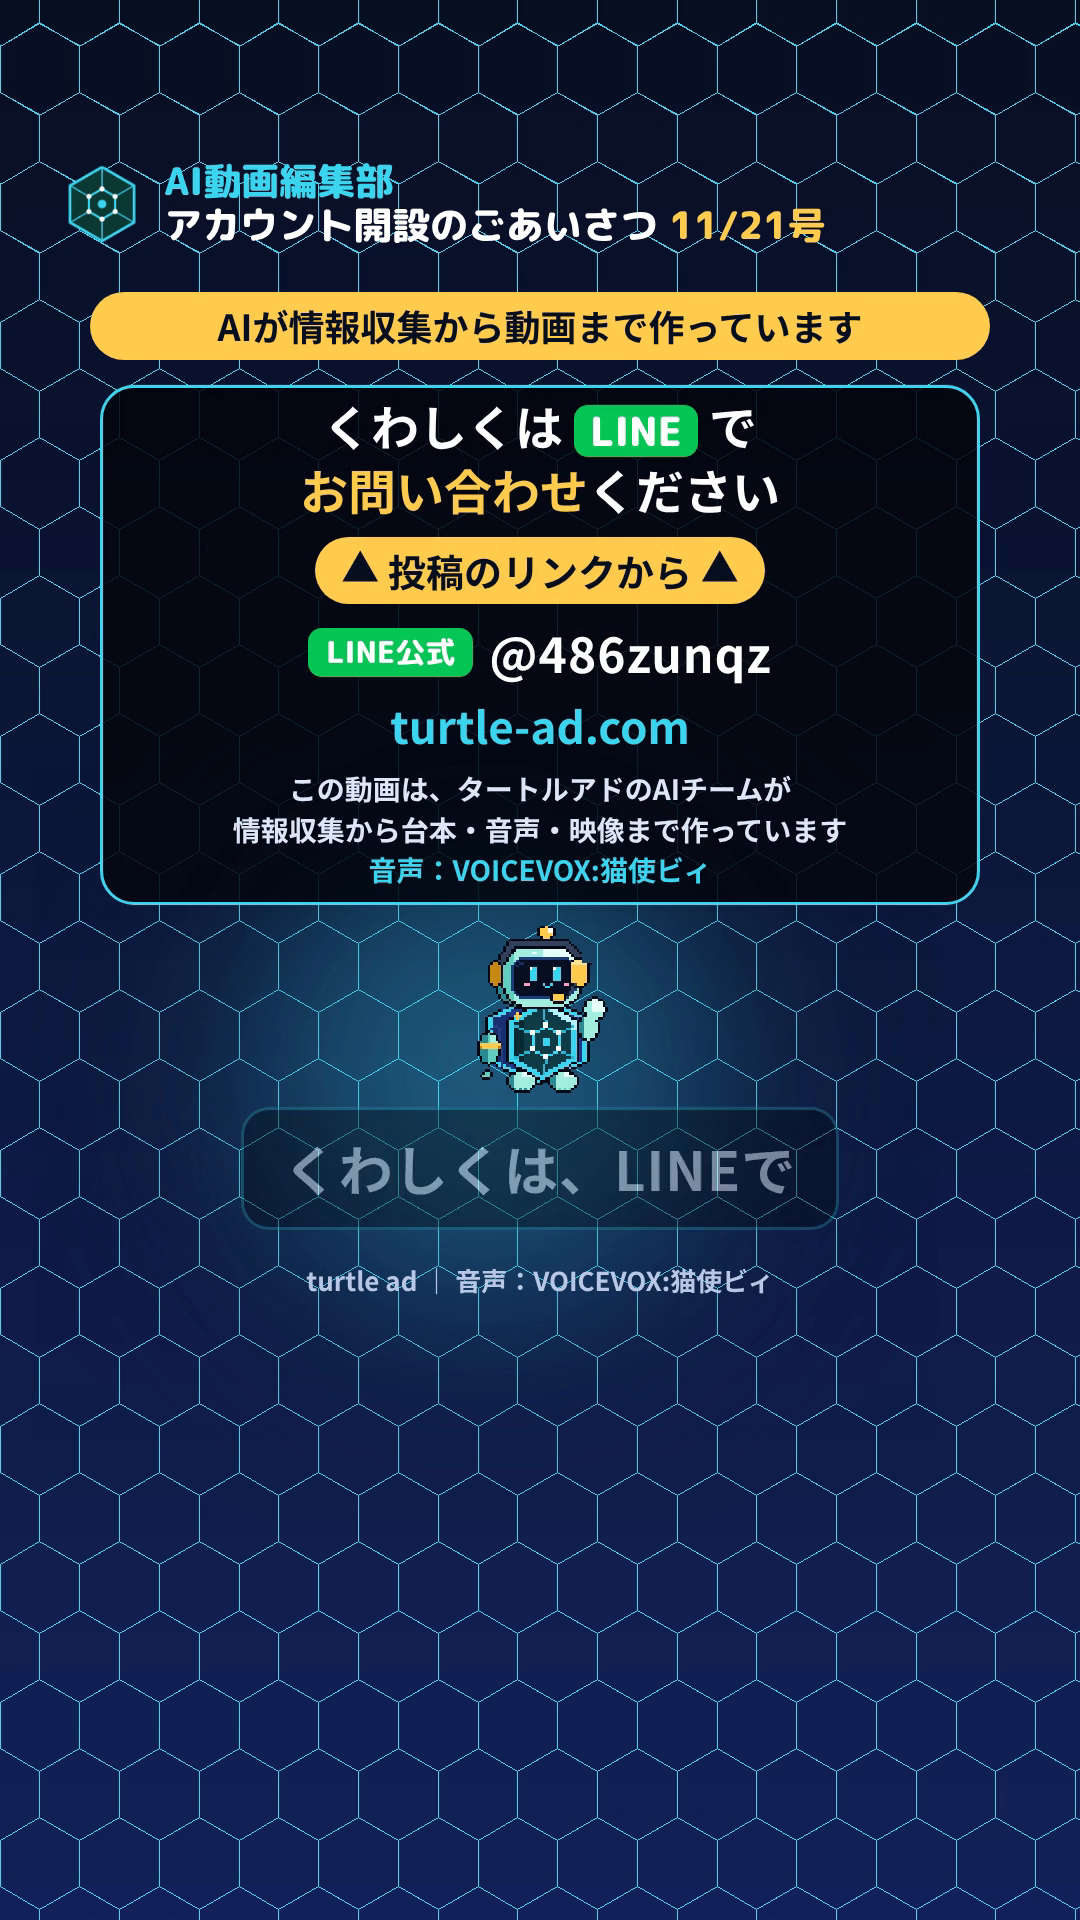 AI動画編集部
アカウント開設のごあいさつ 11/21号
AIが情報収集から動画まで作っています
くわしくは LINE で
お問い合わせください
▲ 投稿のリンクから ▲
LINE公式 @486zunqz
turtle-ad.com
この動画は、タートルアドのAIチームが
情報収集から台本・音声・映像まで作っています
音声：VOICEVOX:猫使ビィ
くわしくは、LINEで
turtle ad ｜ 音声：VOICEVOX:猫使ビィ